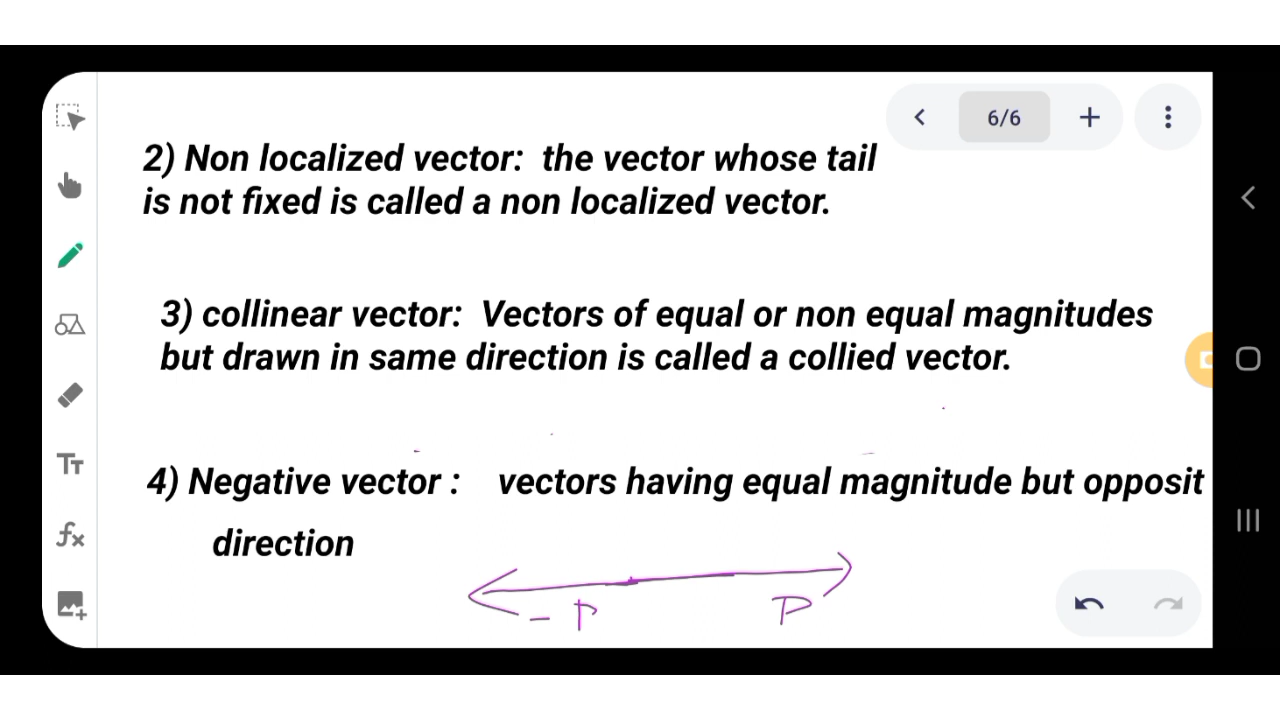 6/6
2) Non localized vector: the vector whose tail
is not fixed is called a non localized vector.
3) collinear vector: Vectors of equal or non equal magnitudes
but drawn in same direction is called a collied vector.
4) Negative vector : vectors having equal magnitude but opposit
direction
- P P
TT
fx